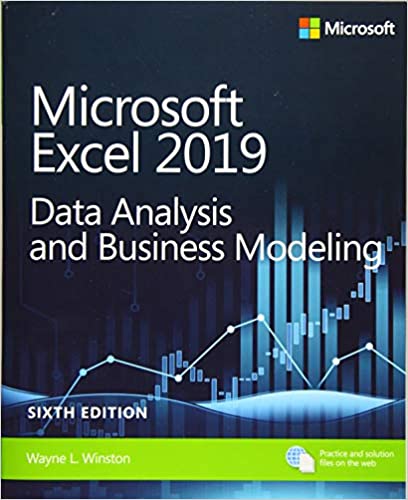 Microsoft
Microsoft
Excel 2019
Data Analysis
and Business Modeling
SIXTH EDITION
Wayne L. Winston
Practice and solution
files on the web